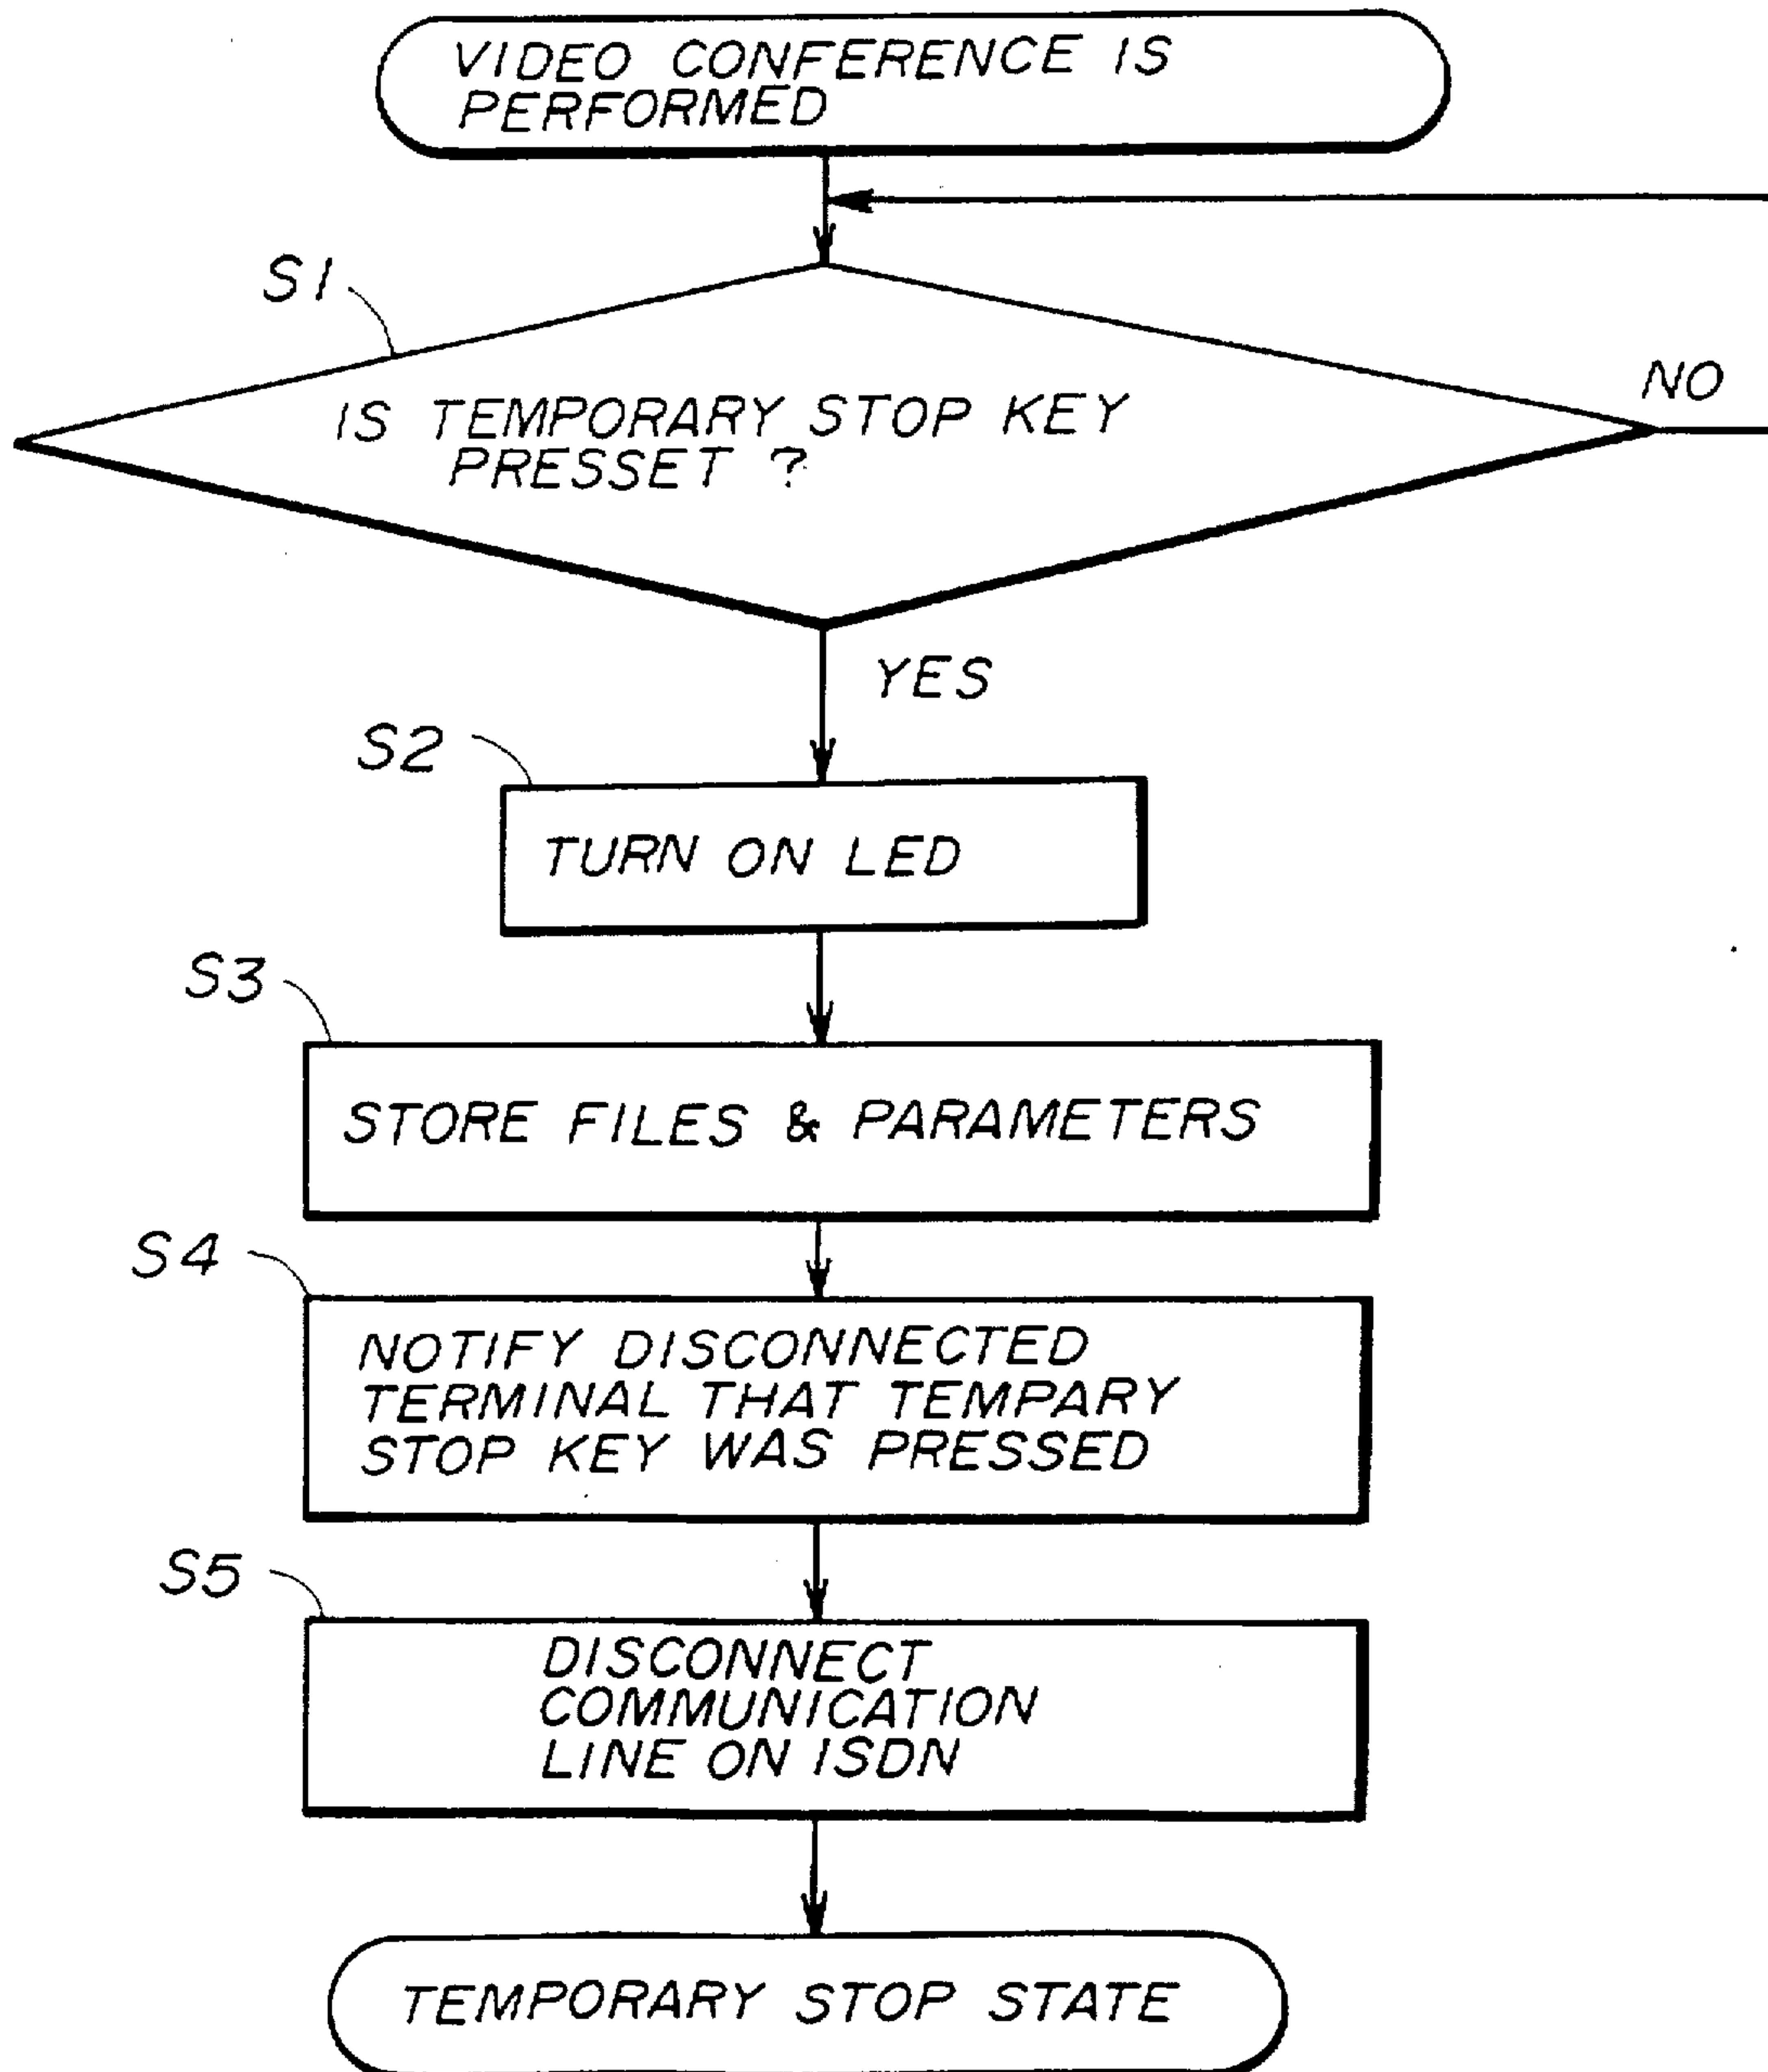 VIDEO CONFERENCE IS
PERFORMED
S1
IS TEMPORARY STOP KEY
PRESSET ?
NO
YES
S2
TURN ON LED
S3
STORE FILES & PARAMETERS
S4
NOTIFY DISCONNECTED
TERMINAL THAT TEMPARY
STOP KEY WAS PRESSED
S5
DISCONNECT
COMMUNICATION
LINE ON ISDN
TEMPORARY STOP STATE